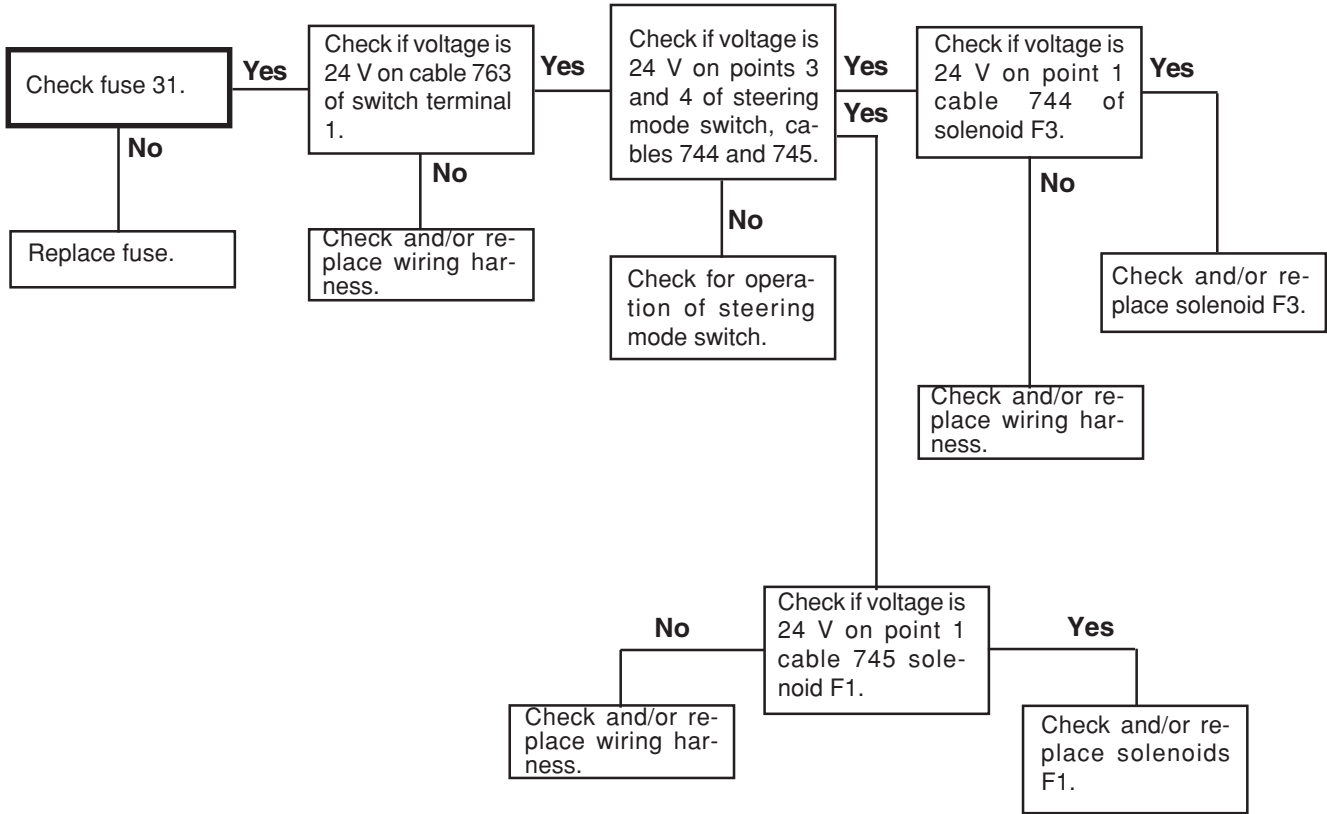 Check fuse 31.
Yes
No
Replace fuse.
Check if voltage is
24 V on cable 763
of switch terminal
1.
Yes
No
Check and/or re-
place wiring har-
ness.
Check if voltage is
24 V on points 3
and 4 of steering
mode switch, ca-
bles 744 and 745.
Yes
Yes
No
Check for opera-
tion of steering
mode switch.
Check if voltage is
24 V on point 1
cable 744 of
solenoid F3.
Yes
No
Check and/or re-
place solenoid F3.
Check and/or re-
place wiring har-
ness.
Check if voltage is
24 V on point 1
cable 745 sole-
noid F1.
No
Yes
Check and/or re-
place wiring har-
ness.
Check and/or re-
place solenoids
F1.